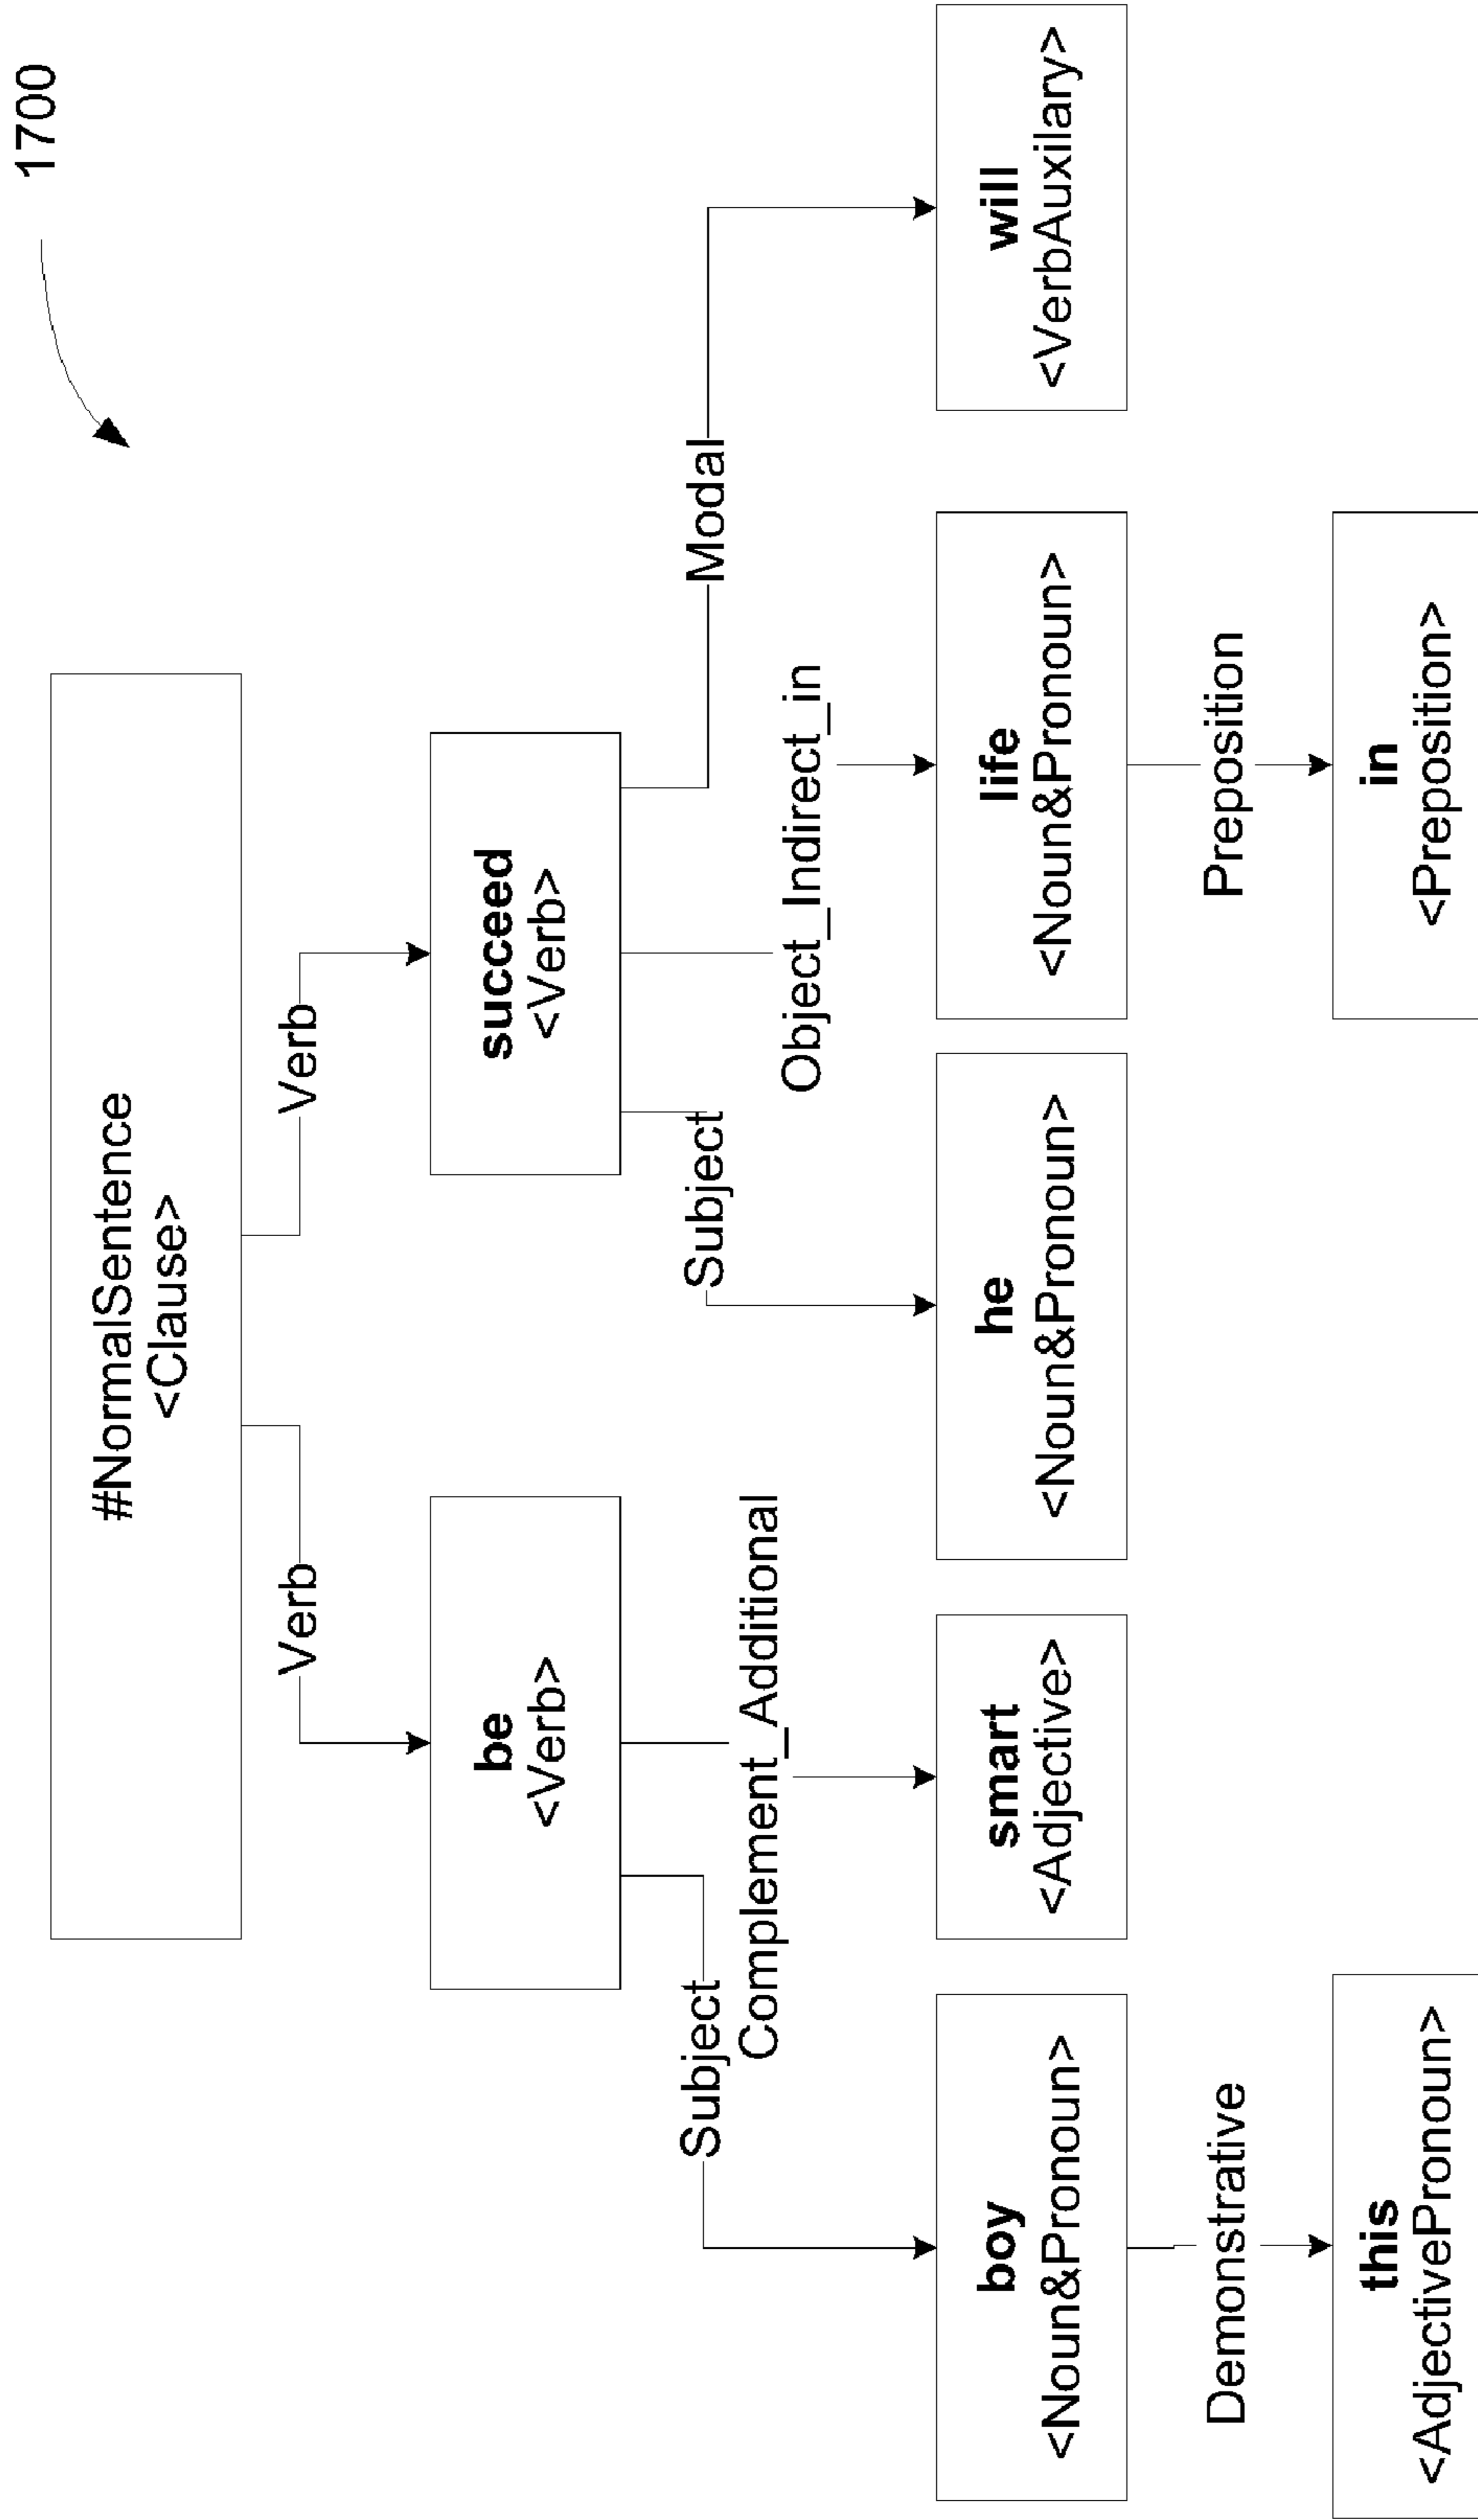 1700
#NormalSentence
<Clause>
Verb
Verb
be
<Verb>
succeed
<Verb>
Subject
Complement_Additional
Subject
Object_Indirect_in
Modal
boy
<Noun&Pronoun>
smart
<Adjective>
he
<Noun&Pronoun>
life
<Noun&Pronoun>
will
<VerbAuxilary>
Demonstrative
Preposition
this
<AdjectivePronoun>
in
<Preposition>